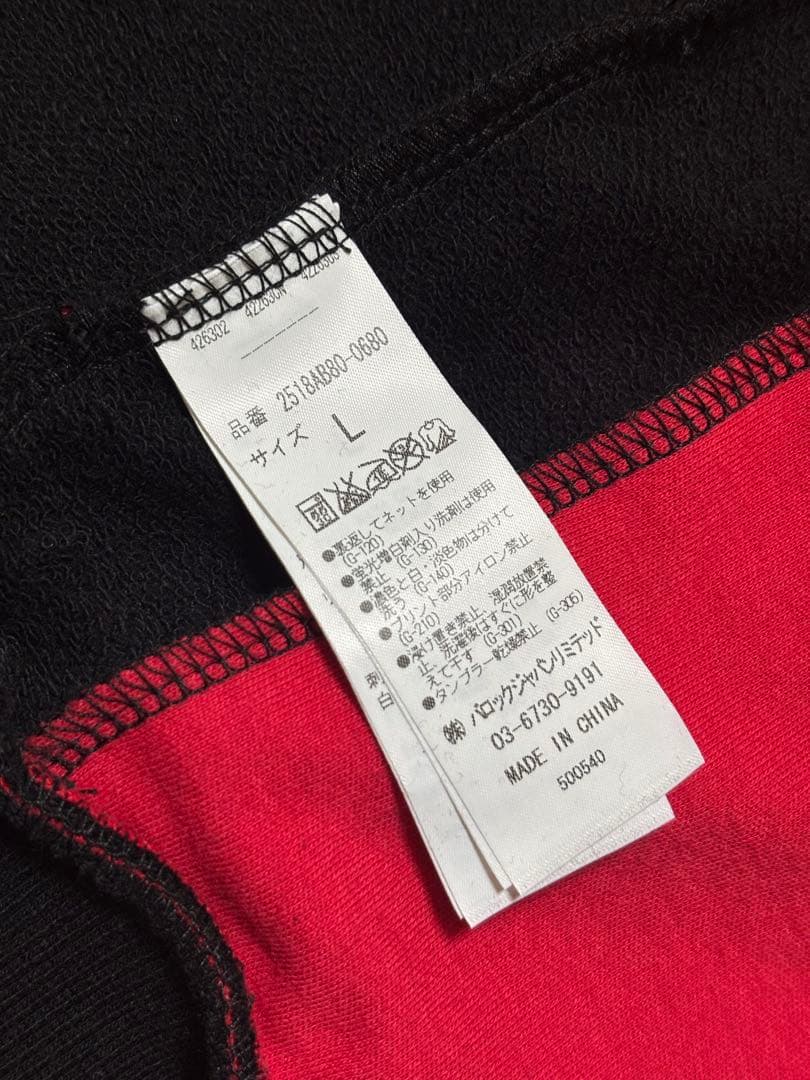 426302 42263CN 4226303
品番 2518AB80-0680
サイズ L
●裏返してネットを使用
(G-120)
●蛍光増白剤入り洗剤は使用
禁止 (G-130)
●濃色と白・淡色物は分けて
洗う (G-140)
●プリント部分アイロン禁止
(G-210)
●浸け置き禁止、湿潤放置禁
止、洗濯後はすぐに形を整
えて干す (G-301)
●タンブラー乾燥禁止 (G-305)
㈱ バロックジャパンリミテッド
03-6730-9191
MADE IN CHINA
500540
刺
白